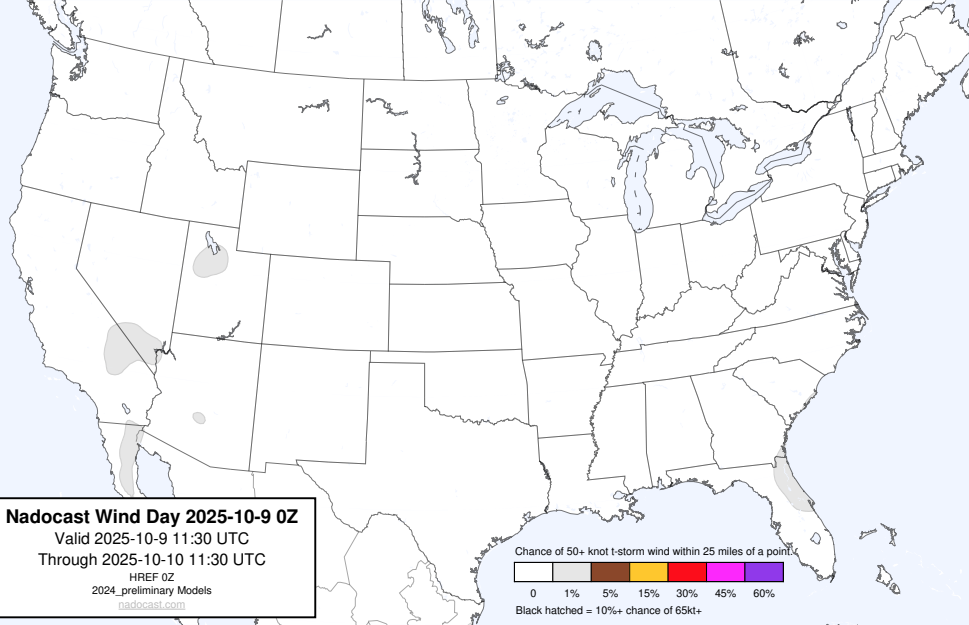 Nadocast Wind Day 2025-10-9 0Z
Valid 2025-10-9 11:30 UTC
Through 2025-10-10 11:30 UTC
HREF 0Z
2024_preliminary Models
nadocast.com
Chance of 50+ knot t-storm wind within 25 miles of a point.
0 1% 5% 15% 30% 45% 60%
Black hatched = 10%+ chance of 65kt+